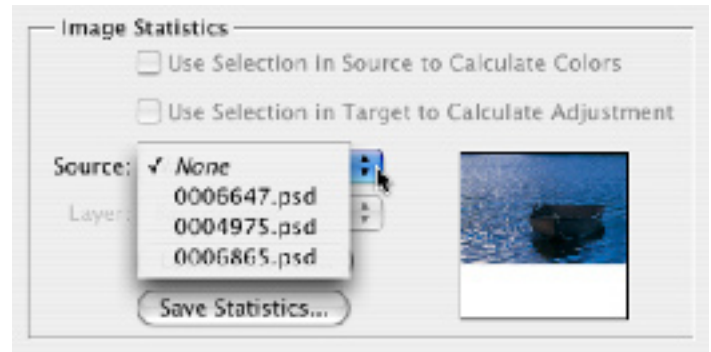 Image Statistics
Use Selection in Source to Calculate Colors
Use Selection in Target to Calculate Adjustment
Source: ✓ None
0006647.psd
Layer:
0004975.psd
0006865.psd
Save Statistics...